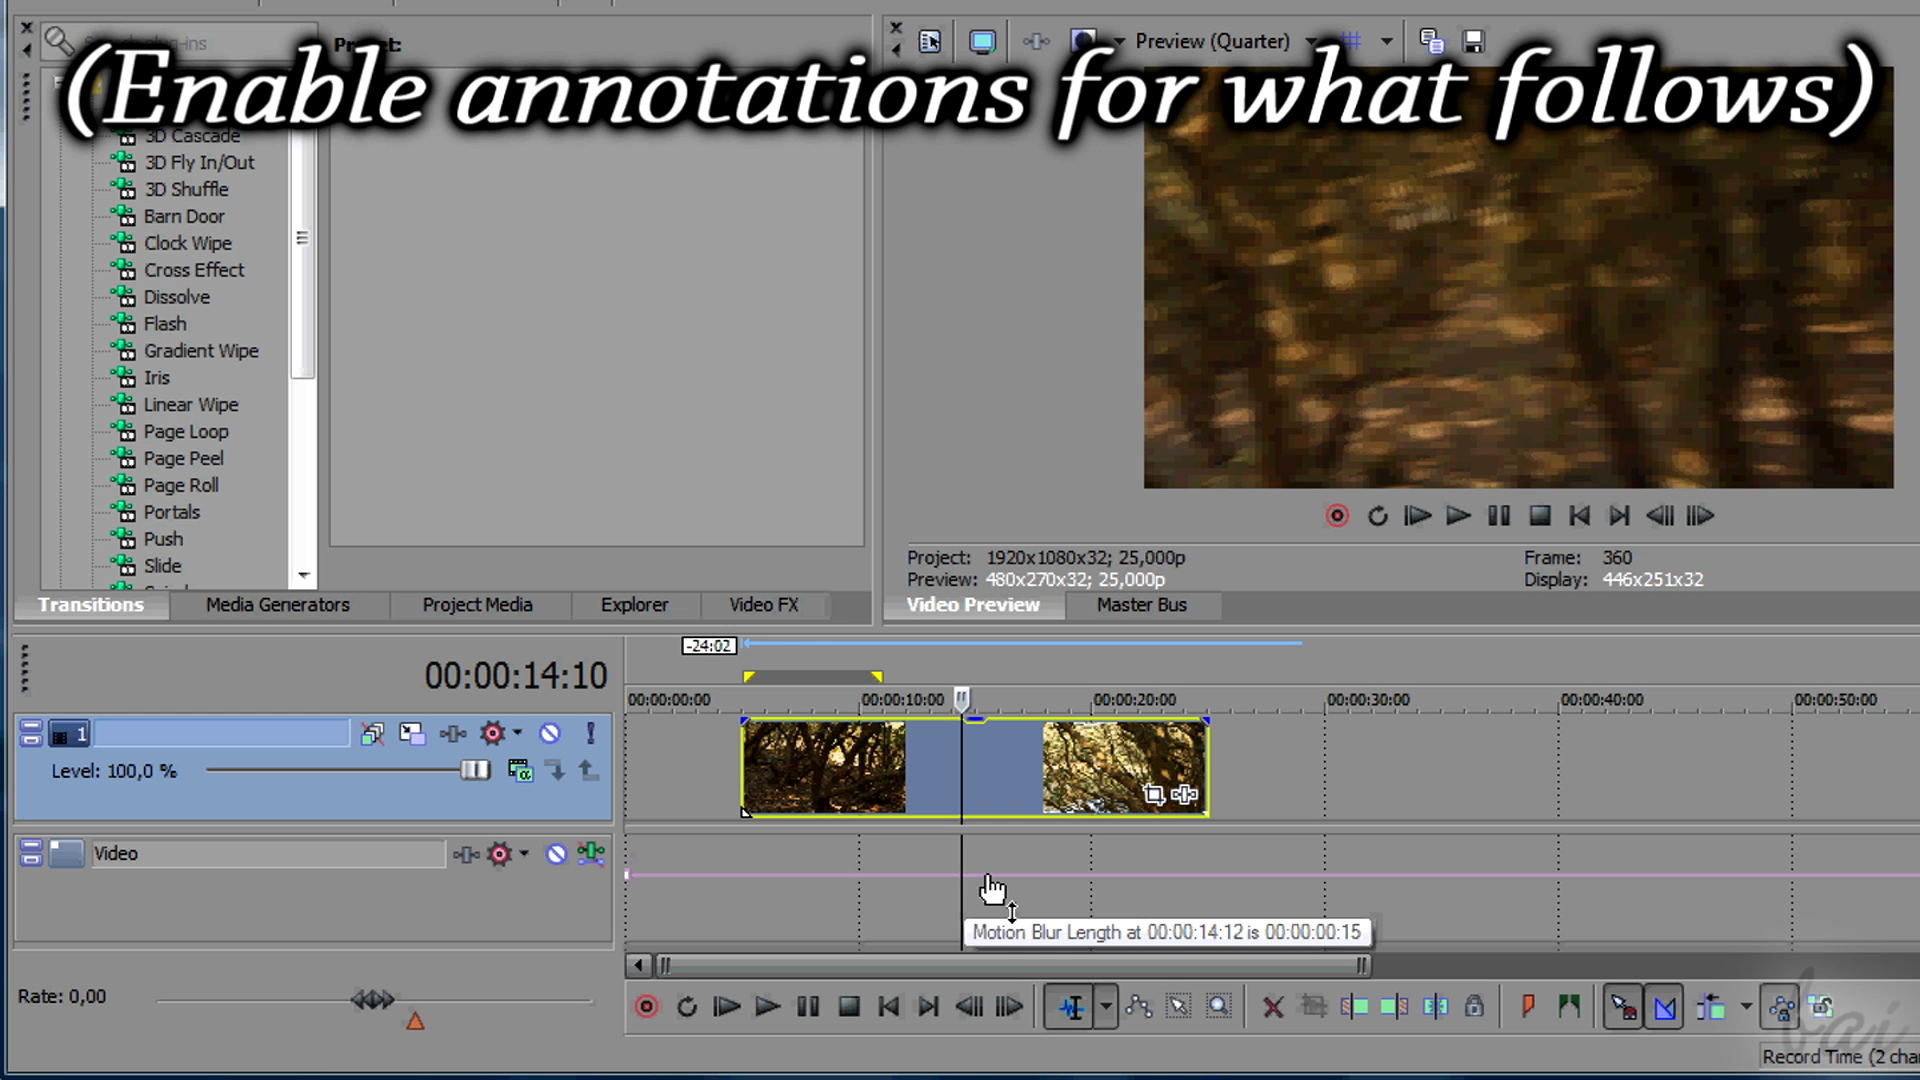 (Enable annotations for what follows)
Project:
Preview (Quarter)
3D Cascade
3D Fly In/Out
3D Shuffle
Barn Door
Clock Wipe
Cross Effect
Dissolve
Flash
Gradient Wipe
Iris
Linear Wipe
Page Loop
Page Peel
Page Roll
Portals
Push
Slide
Project: 1920x1080x32; 25,000p
Frame: 360
Preview: 480x270x32; 25,000p
Display: 446x251x32
Transitions Media Generators Project Media Explorer Video FX
Video Preview Master Bus
-24:02
00:00:14:10
00:00:00:00 00:00:10:00 00:00:20:00 00:00:30:00 00:00:40:00 00:00:50:00
1
Level: 100,0 %
Video
Motion Blur Length at 00:00:14:12 is 00:00:00:15
Rate: 0,00
Record Time (2 cha